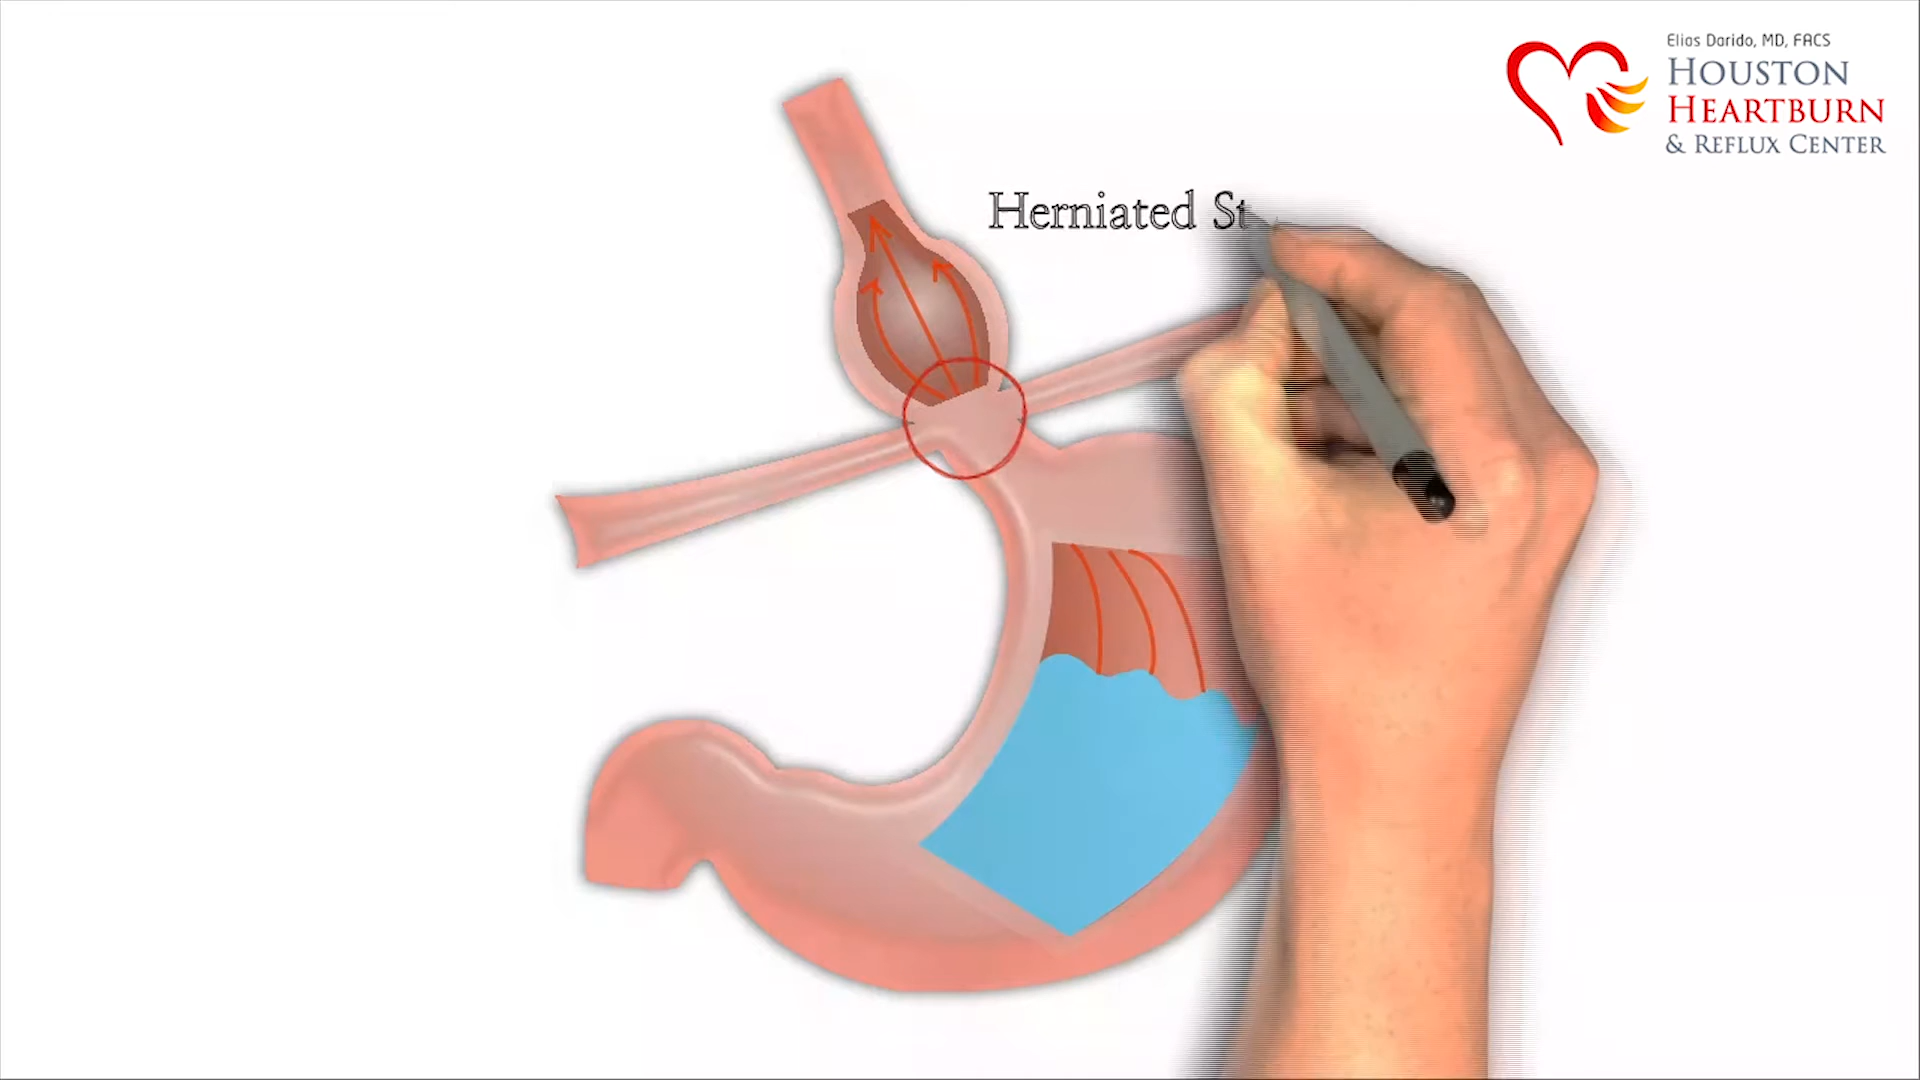 Elias Darido, MD, FACS
HOUSTON
HEARTBURN
& REFLUX CENTER
Herniated St